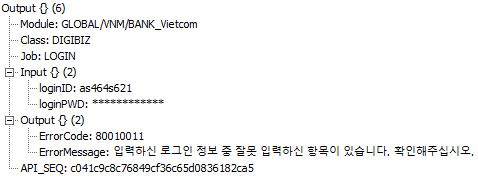 Output {} (6)
Module: GLOBAL/VNM/BANK_Vietcom
Class: DIGIBIZ
Job: LOGIN
Input {} (2)
loginID: as464s621
loginPWD: ************
Output {} (2)
ErrorCode: 80010011
ErrorMessage: 입력하신 로그인 정보 중 잘못 입력하신 항목이 있습니다. 확인해주십시오.
API_SEQ: c041c9c8c76849cf36c65d0836182ca5